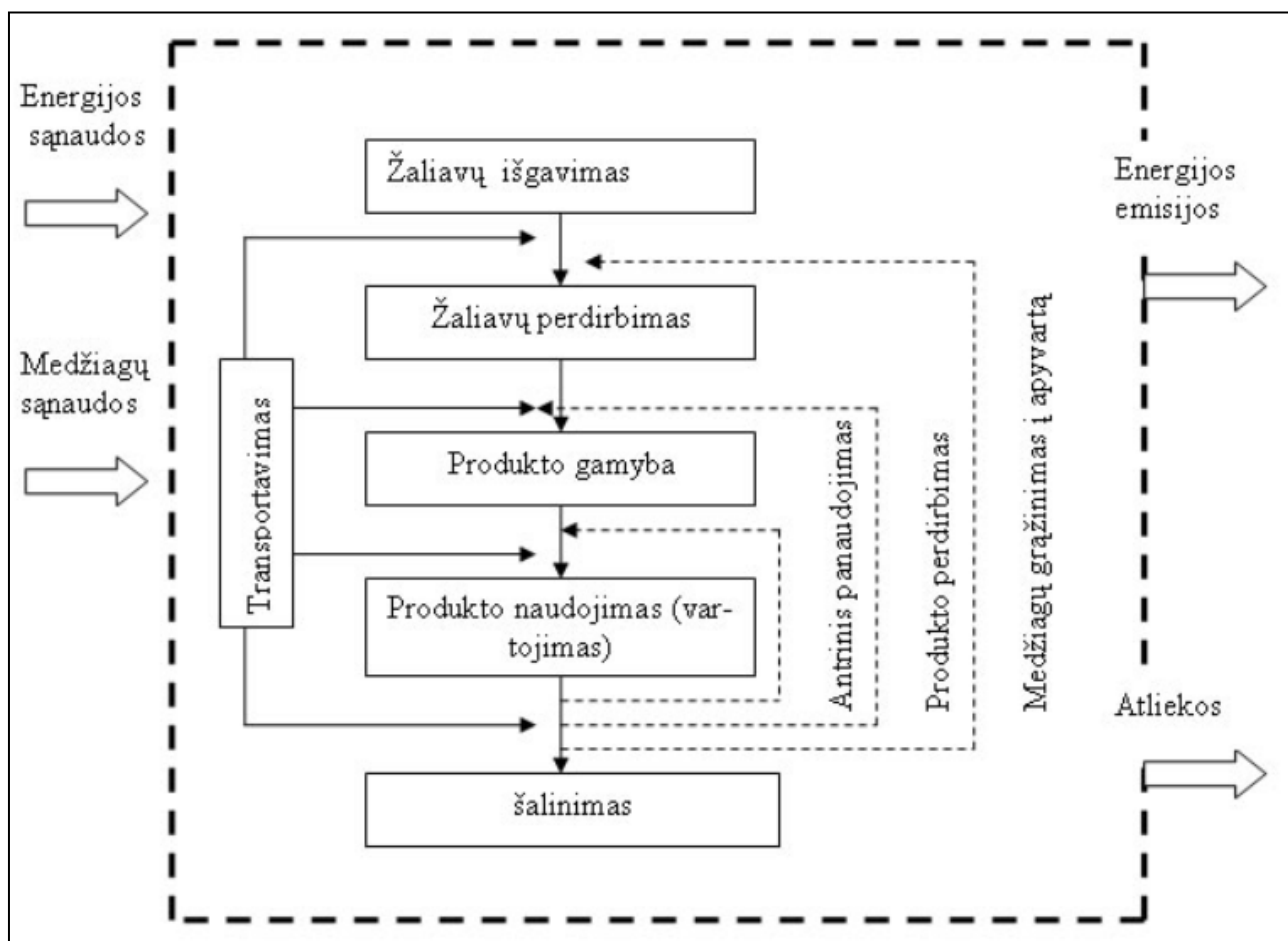 Energijos
sąnaudos
Medžiagų
sąnaudos
Žaliavų išgavimas
Žaliavų perdirbimas
Produkto gamyba
Produkto naudojimas (var-
tojimas)
šalinimas
Transportavimas
Antrinis panaudojimas
Produkto perdirbimas
Medžiagų grąžinimas į apyvartą
Energijos
emisijos
Atliekos